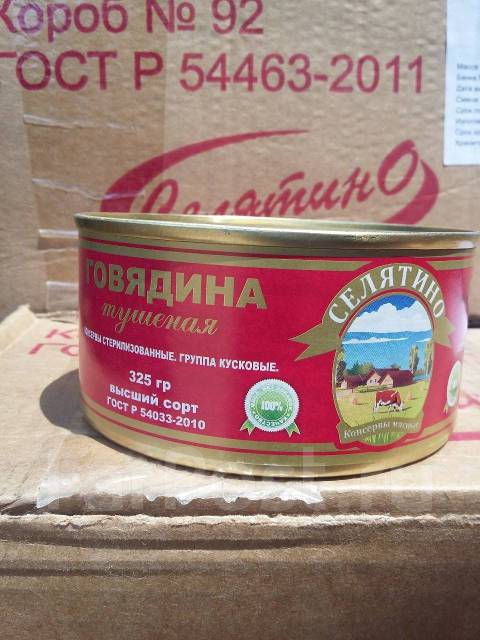 Короб № 92
ГОСТ Р 54463-2011
Селятино
ГОВЯДИНА
тушеная
КОНСЕРВЫ СТЕРИЛИЗОВАННЫЕ. ГРУППА КУСКОВЫЕ.
325 гр
высший сорт
ГОСТ Р 54033-2010
100%
СЕЛЯТИНО
Консервы мясные